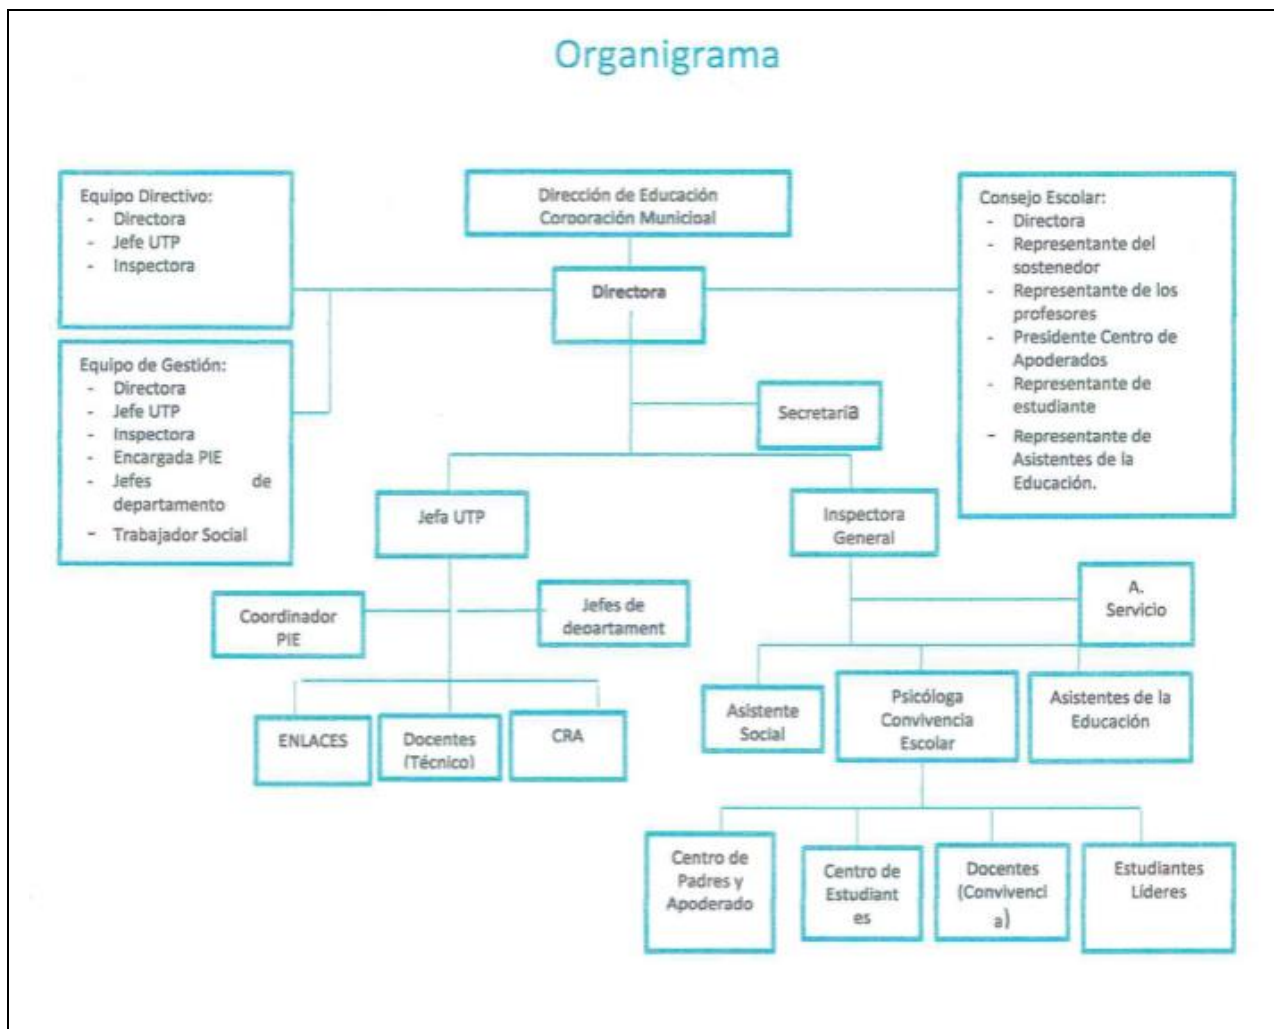 Organigrama
Equipo Directivo:
- Directora
- Jefe UTP
- Inspectora
Dirección de Educación
Corporación Municipal
Consejo Escolar:
- Directora
- Representante del
sostenedor
- Representante de los
profesores
- Presidente Centro de
Apoderados
- Representante de
estudiante
- Representante de
Asistentes de la
Educación.
Directora
Equipo de Gestión:
- Directora
- Jefe UTP
- Inspectora
- Encargada PIE
- Jefes de
departamento
- Trabajador Social
Secretaría
Jefa UTP
Inspectora
General
Coordinador
PIE
Jefes de
departament
A.
Servicio
ENLACES
Docentes
(Técnico)
CRA
Asistente
Social
Psicóloga
Convivencia
Escolar
Asistentes de la
Educación
Centro de
Padres y
Apoderado
Centro de
Estudiant
es
Docentes
(Convivenci
a)
Estudiantes
Líderes